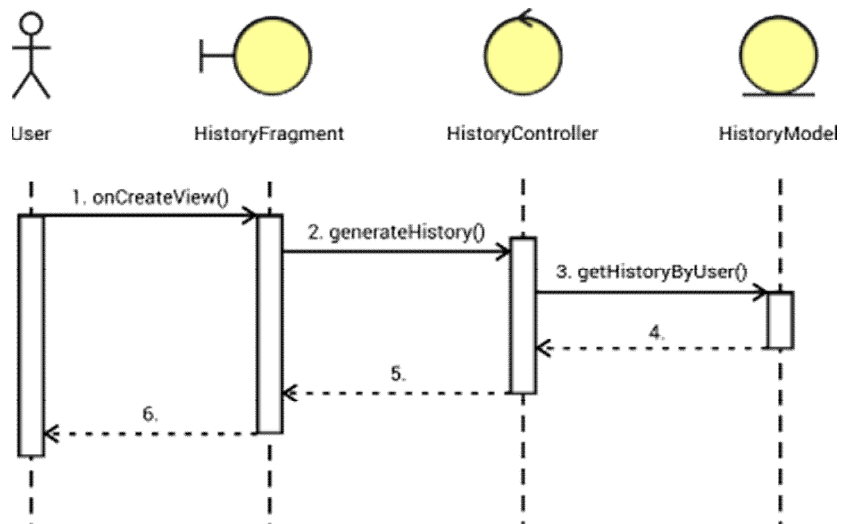 User
HistoryFragment
HistoryController
HistoryModel
1. onCreateView()
2. generateHistory()
3. getHistoryByUser()
4.
5.
6.